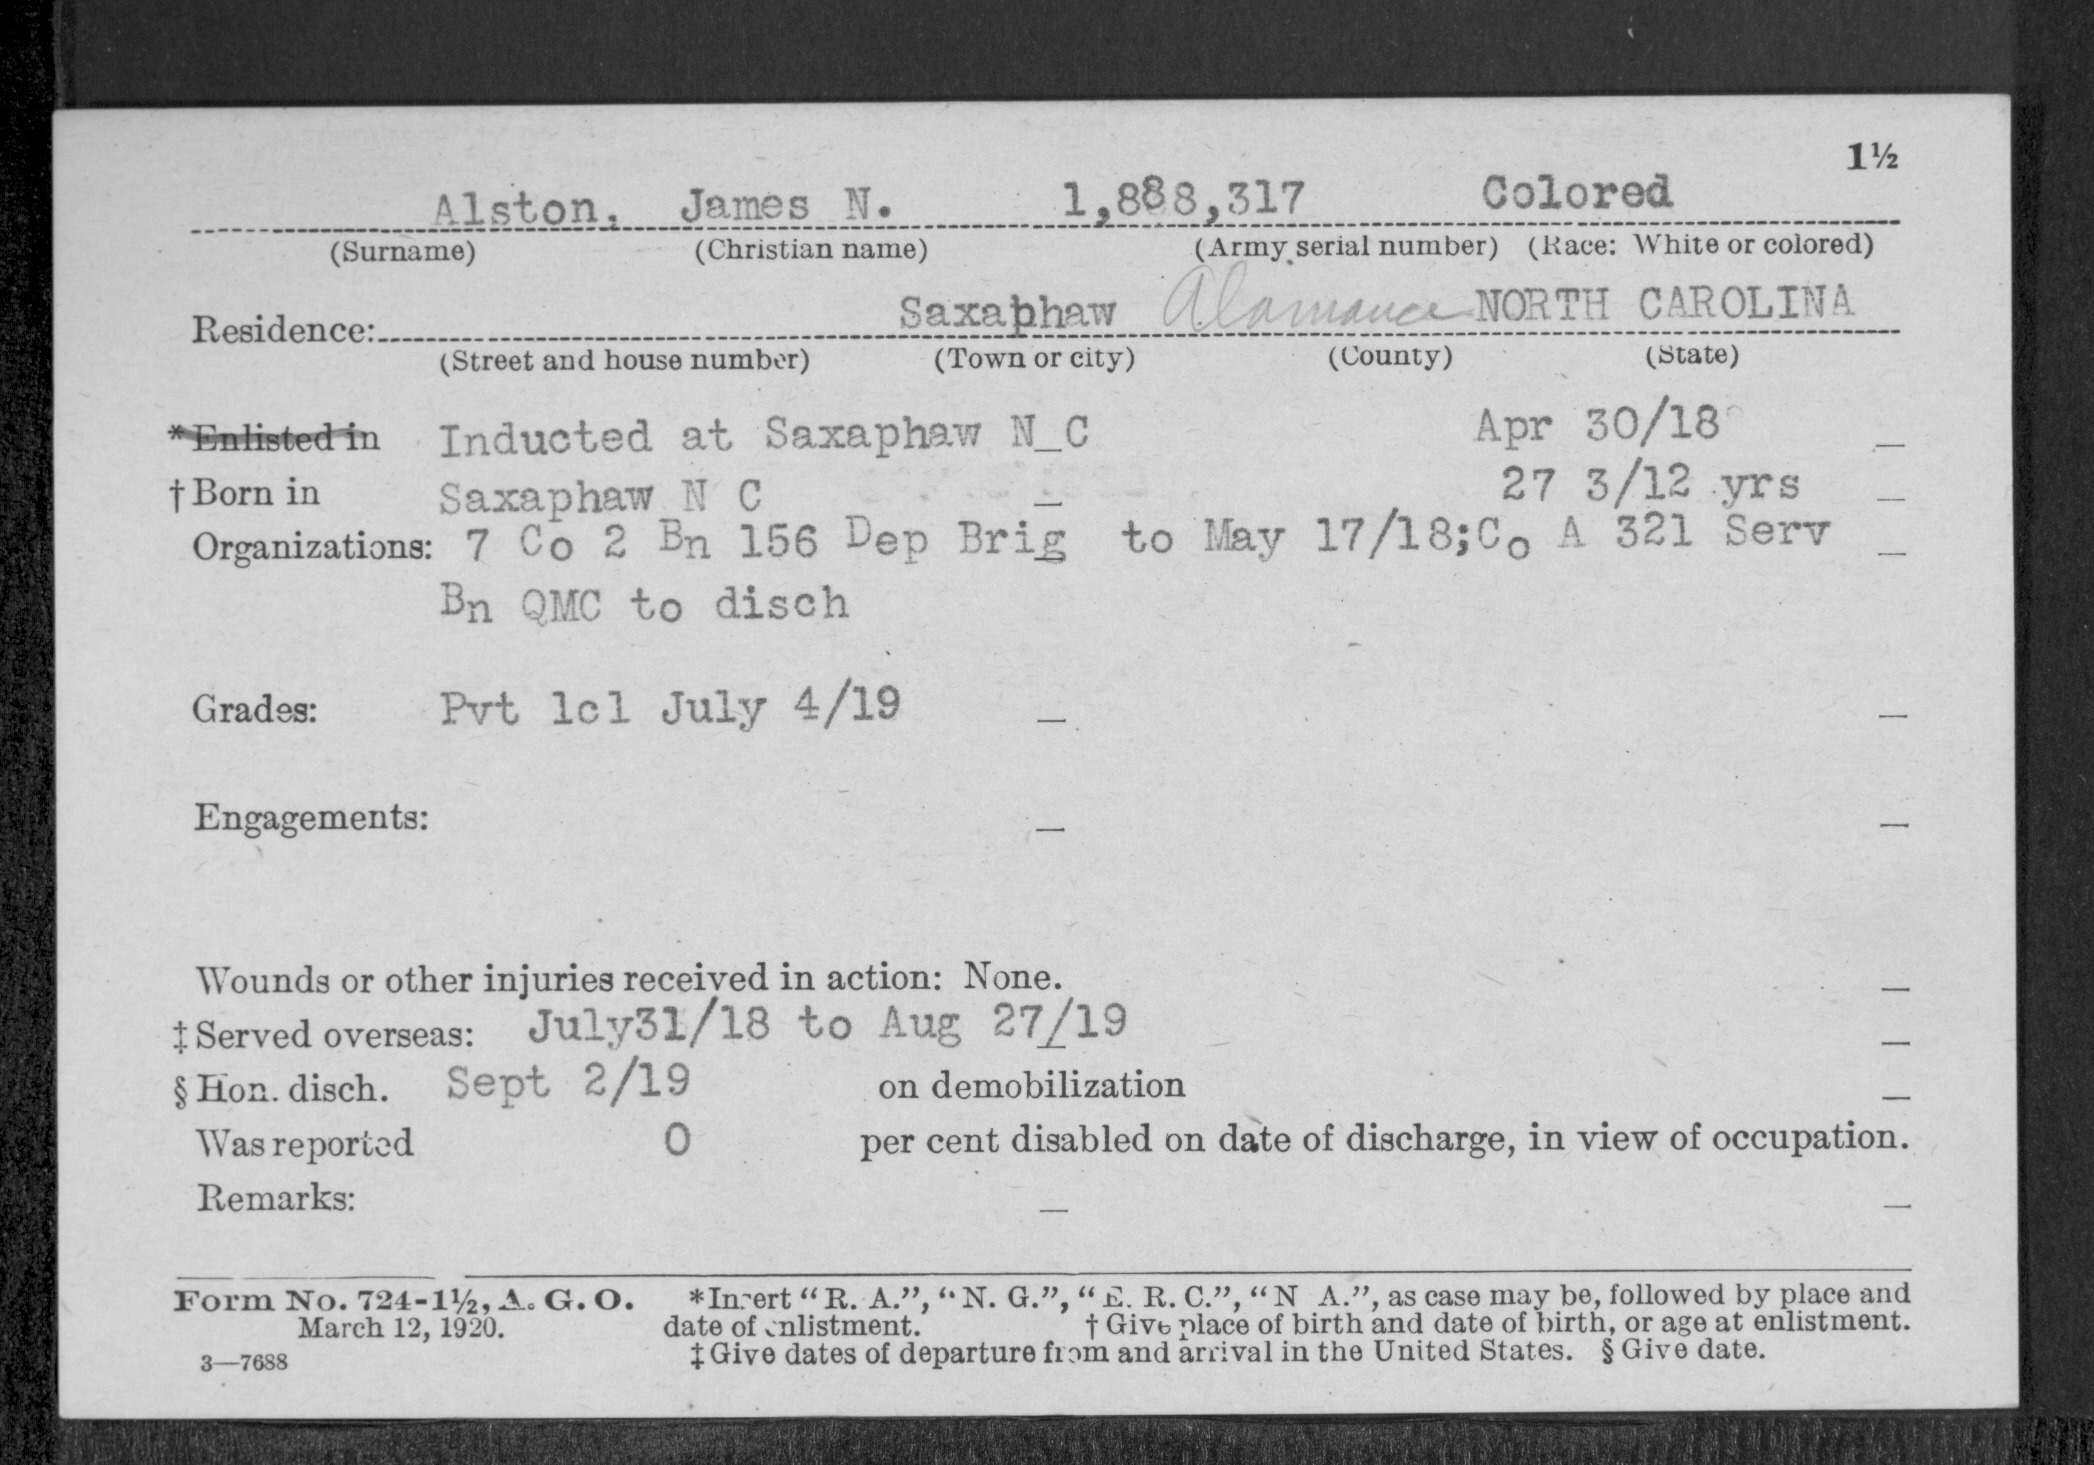 1½
Alston, James N. 1,888,317 Colored
(Surname) (Christian name) (Army serial number) (Race: White or colored)
Residence: Saxaphaw Alamance NORTH CAROLINA
(Street and house number) (Town or city) (County) (State)
*Enlisted in Inducted at Saxaphaw N C Apr 30/18
†Born in Saxaphaw N C 27 3/12 yrs
Organizations: 7 Co 2 Bn 156 Dep Brig to May 17/18;Co A 321 Serv
Bn QMC to disch
Grades: Pvt 1cl July 4/19
Engagements:
Wounds or other injuries received in action: None.
‡Served overseas: July31/18 to Aug 27/19
§Hon. disch. Sept 2/19 on demobilization
Was reported 0 per cent disabled on date of discharge, in view of occupation.
Remarks:
Form No. 724-1½, A. G. O. *Insert "R. A.", "N. G.", "E. R. C.", "N A.", as case may be, followed by place and
March 12, 1920. date of enlistment. †Give place of birth and date of birth, or age at enlistment.
3—7688 ‡Give dates of departure from and arrival in the United States. §Give date.